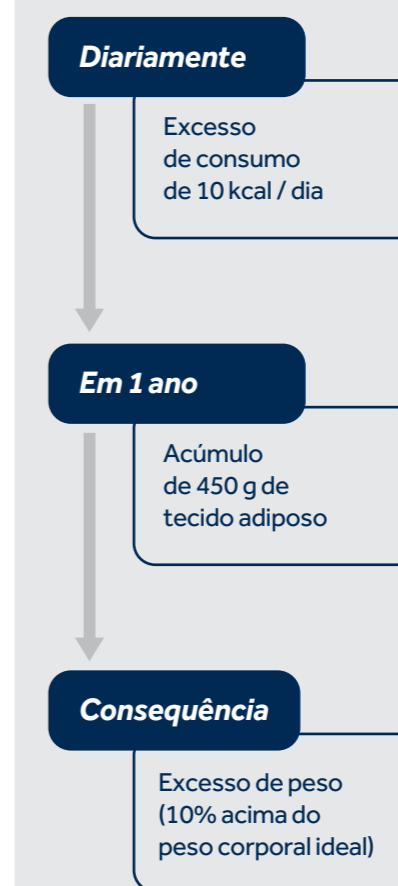 Diariamente
Excesso
de consumo
de 10 kcal / dia
Em 1 ano
Acúmulo
de 450 g de
tecido adiposo
Consequência
Excesso de peso
(10% acima do
peso corporal ideal)